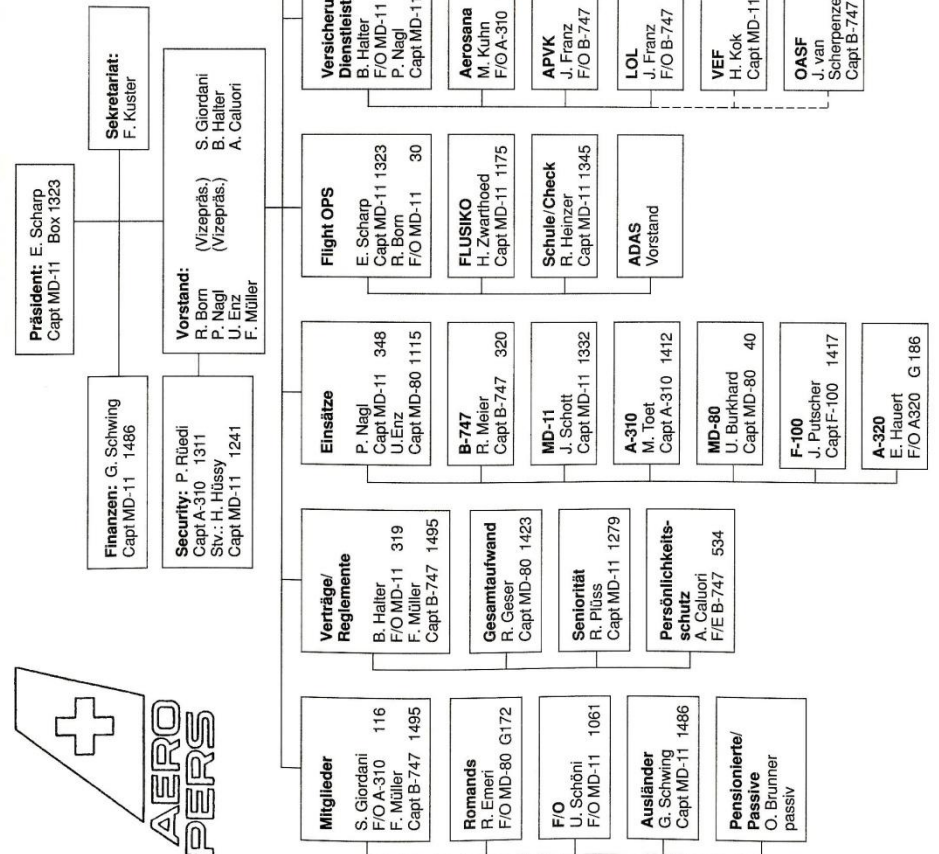 AERO
PERS
Präsident: E. Scharp
Capt MD-11 Box 1323
Sekretariat:
F. Kuster
Finanzen: G. Schwing
Capt MD-11 1486
Security: P. Rüedi
Capt A-310 1311
Stv.: H. Hüssy
Capt MD-11 1241
Vorstand:
R. Born (Vizepräs.) S. Giordani
P. Nagl (Vizepräs.) B. Halter
U. Enz A. Caluori
F. Müller
Mitglieder
S. Giordani
F/O A-310 116
F. Müller
Capt B-747 1495
Romands
R. Emeri
F/O MD-80 G172
F/O
U. Schöni
F/O MD-11 1061
Ausländer
G. Schwing
Capt MD-11 1486
Pensionierte/
Passive
O. Brunner
passiv
Verträge/
Reglemente
B. Halter
F/O MD-11 319
F. Müller
Capt B-747 1495
Gesamtaufwand
R. Geser
Capt MD-80 1423
Seniorität
R. Plüss
Capt MD-11 1279
Persönlichkeits-
schutz
A. Caluori
F/E B-747 534
Einsätze
P. Nagl
Capt MD-11 348
U.Enz
Capt MD-80 1115
B-747
R. Meier
Capt B-747 320
MD-11
J. Schott
Capt MD-11 1332
A-310
M. Toet
Capt A-310 1412
MD-80
U. Burkhard
Capt MD-80 40
F-100
J. Putscher
Capt F-100 1417
A-320
E. Hauert
F/O A320 G 186
Flight OPS
E. Scharp
Capt MD-11 1323
R. Born
F/O MD-11 30
FLUSIKO
H. Zwarthoed
Capt MD-11 1175
Schule/Check
R. Heinzer
Capt MD-11 1345
ADAS
Vorstand
B. Halter
F/O MD-11
P. Nagl
Capt MD-11
Aerosana
M. Kuhn
F/O A-310
APVK
J. Franz
F/O B-747
LOL
J. Franz
F/O B-747
VEF
H. Kok
Capt MD-11
OASF
J. van
Capt B-747